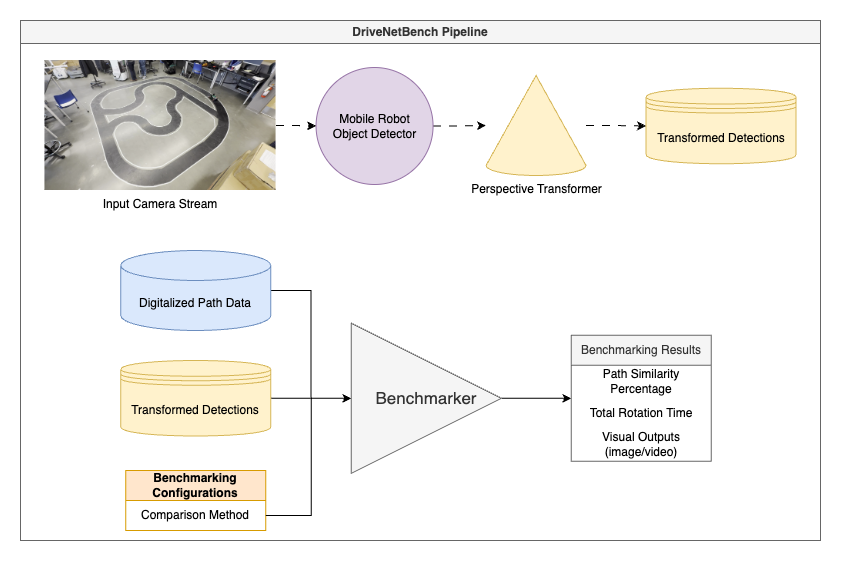 DriveNetBench Pipeline
Mobile Robot
Object Detector
Transformed Detections
Perspective Transformer
Input Camera Stream
Digitalized Path Data
Transformed Detections
Benchmarking
Configurations
Comparison Method
Benchmarker
Benchmarking Results
Path Similarity
Percentage
Total Rotation Time
Visual Outputs
(image/video)